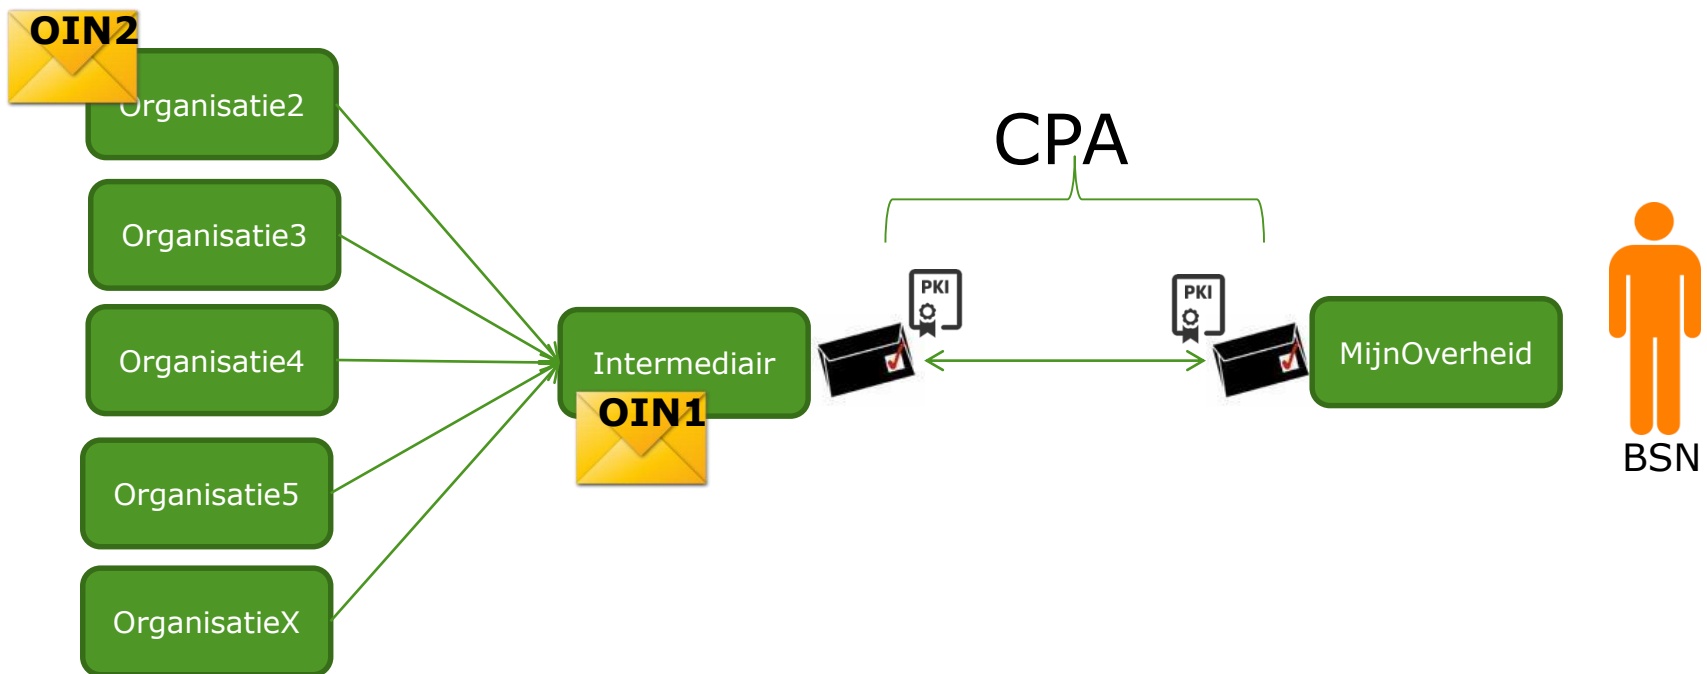 OIN2
Organisatie2
Organisatie3
Organisatie4
Organisatie5
OrganisatieX
Intermediair
OIN1
CPA
PKI
PKI
MijnOverheid
BSN